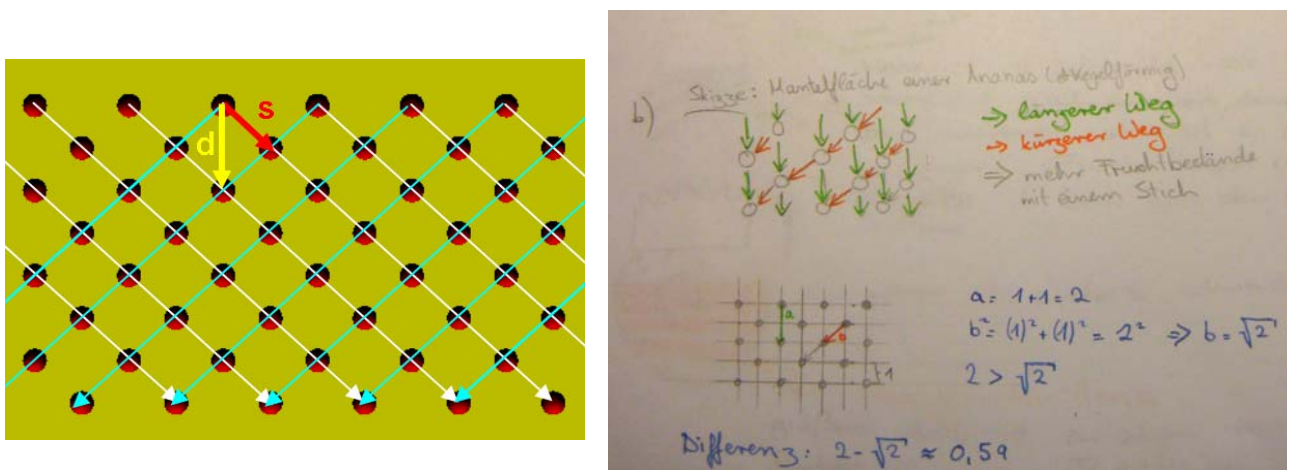 s
d
b) Skizze: Mantelfläche einer Ananas (kegelförmig)
→ längerer Weg
→ kürzerer Weg
⇒ mehr Fruchtbestände
mit einem Stich
a
b
1
a = 1+1 = 2
b² = (1)² + (1)² = 2² ⇒ b = √2
2 > √2
Differenz: 2 - √2 ≈ 0,59